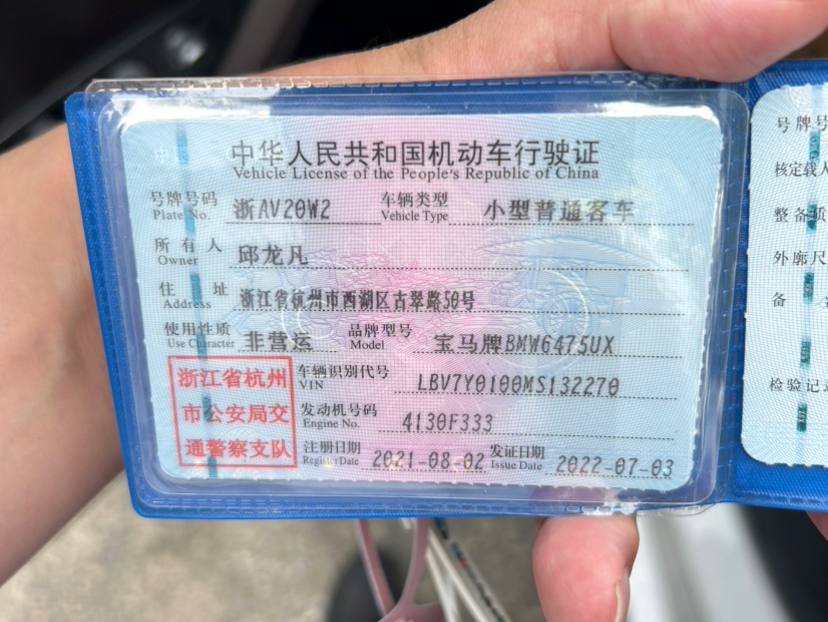 中华人民共和国机动车行驶证
Vehicle License of the People's Republic of China
号牌号码 浙AV20W2 车辆类型 小型普通客车
Plate No. Vehicle Type
所有人 邱龙凡
Owner
住址 浙江省杭州市西湖区古翠路50号
Address
使用性质 非营运 品牌型号 宝马牌BMW6475UX
Use Character Model
浙江省杭州
市公安局交
通警察支队
车辆识别代号 LBV7Y0100MS132270
VIN
发动机号码 4130F333
Engine No.
注册日期 2021-08-02 发证日期 2022-07-03
Register Date Issue Date
号牌号
核定载人
整备质
外廓尺
备
检验记